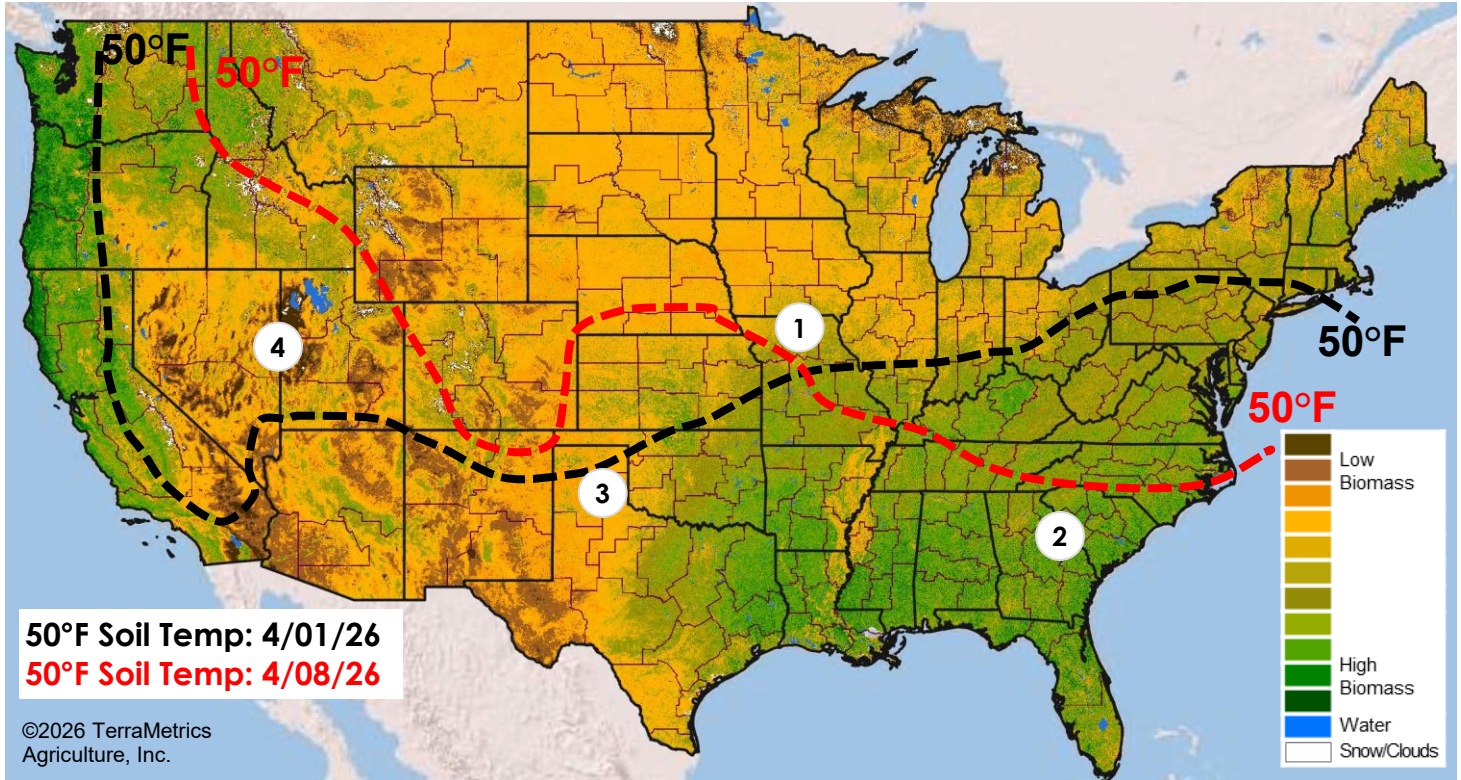 50°F
50°F
1
4
3
2
50°F
50°F
Low
Biomass
High
Biomass
Water
Snow/Clouds
50°F Soil Temp: 4/01/26
50°F Soil Temp: 4/08/26
©2026 TerraMetrics
Agriculture, Inc.